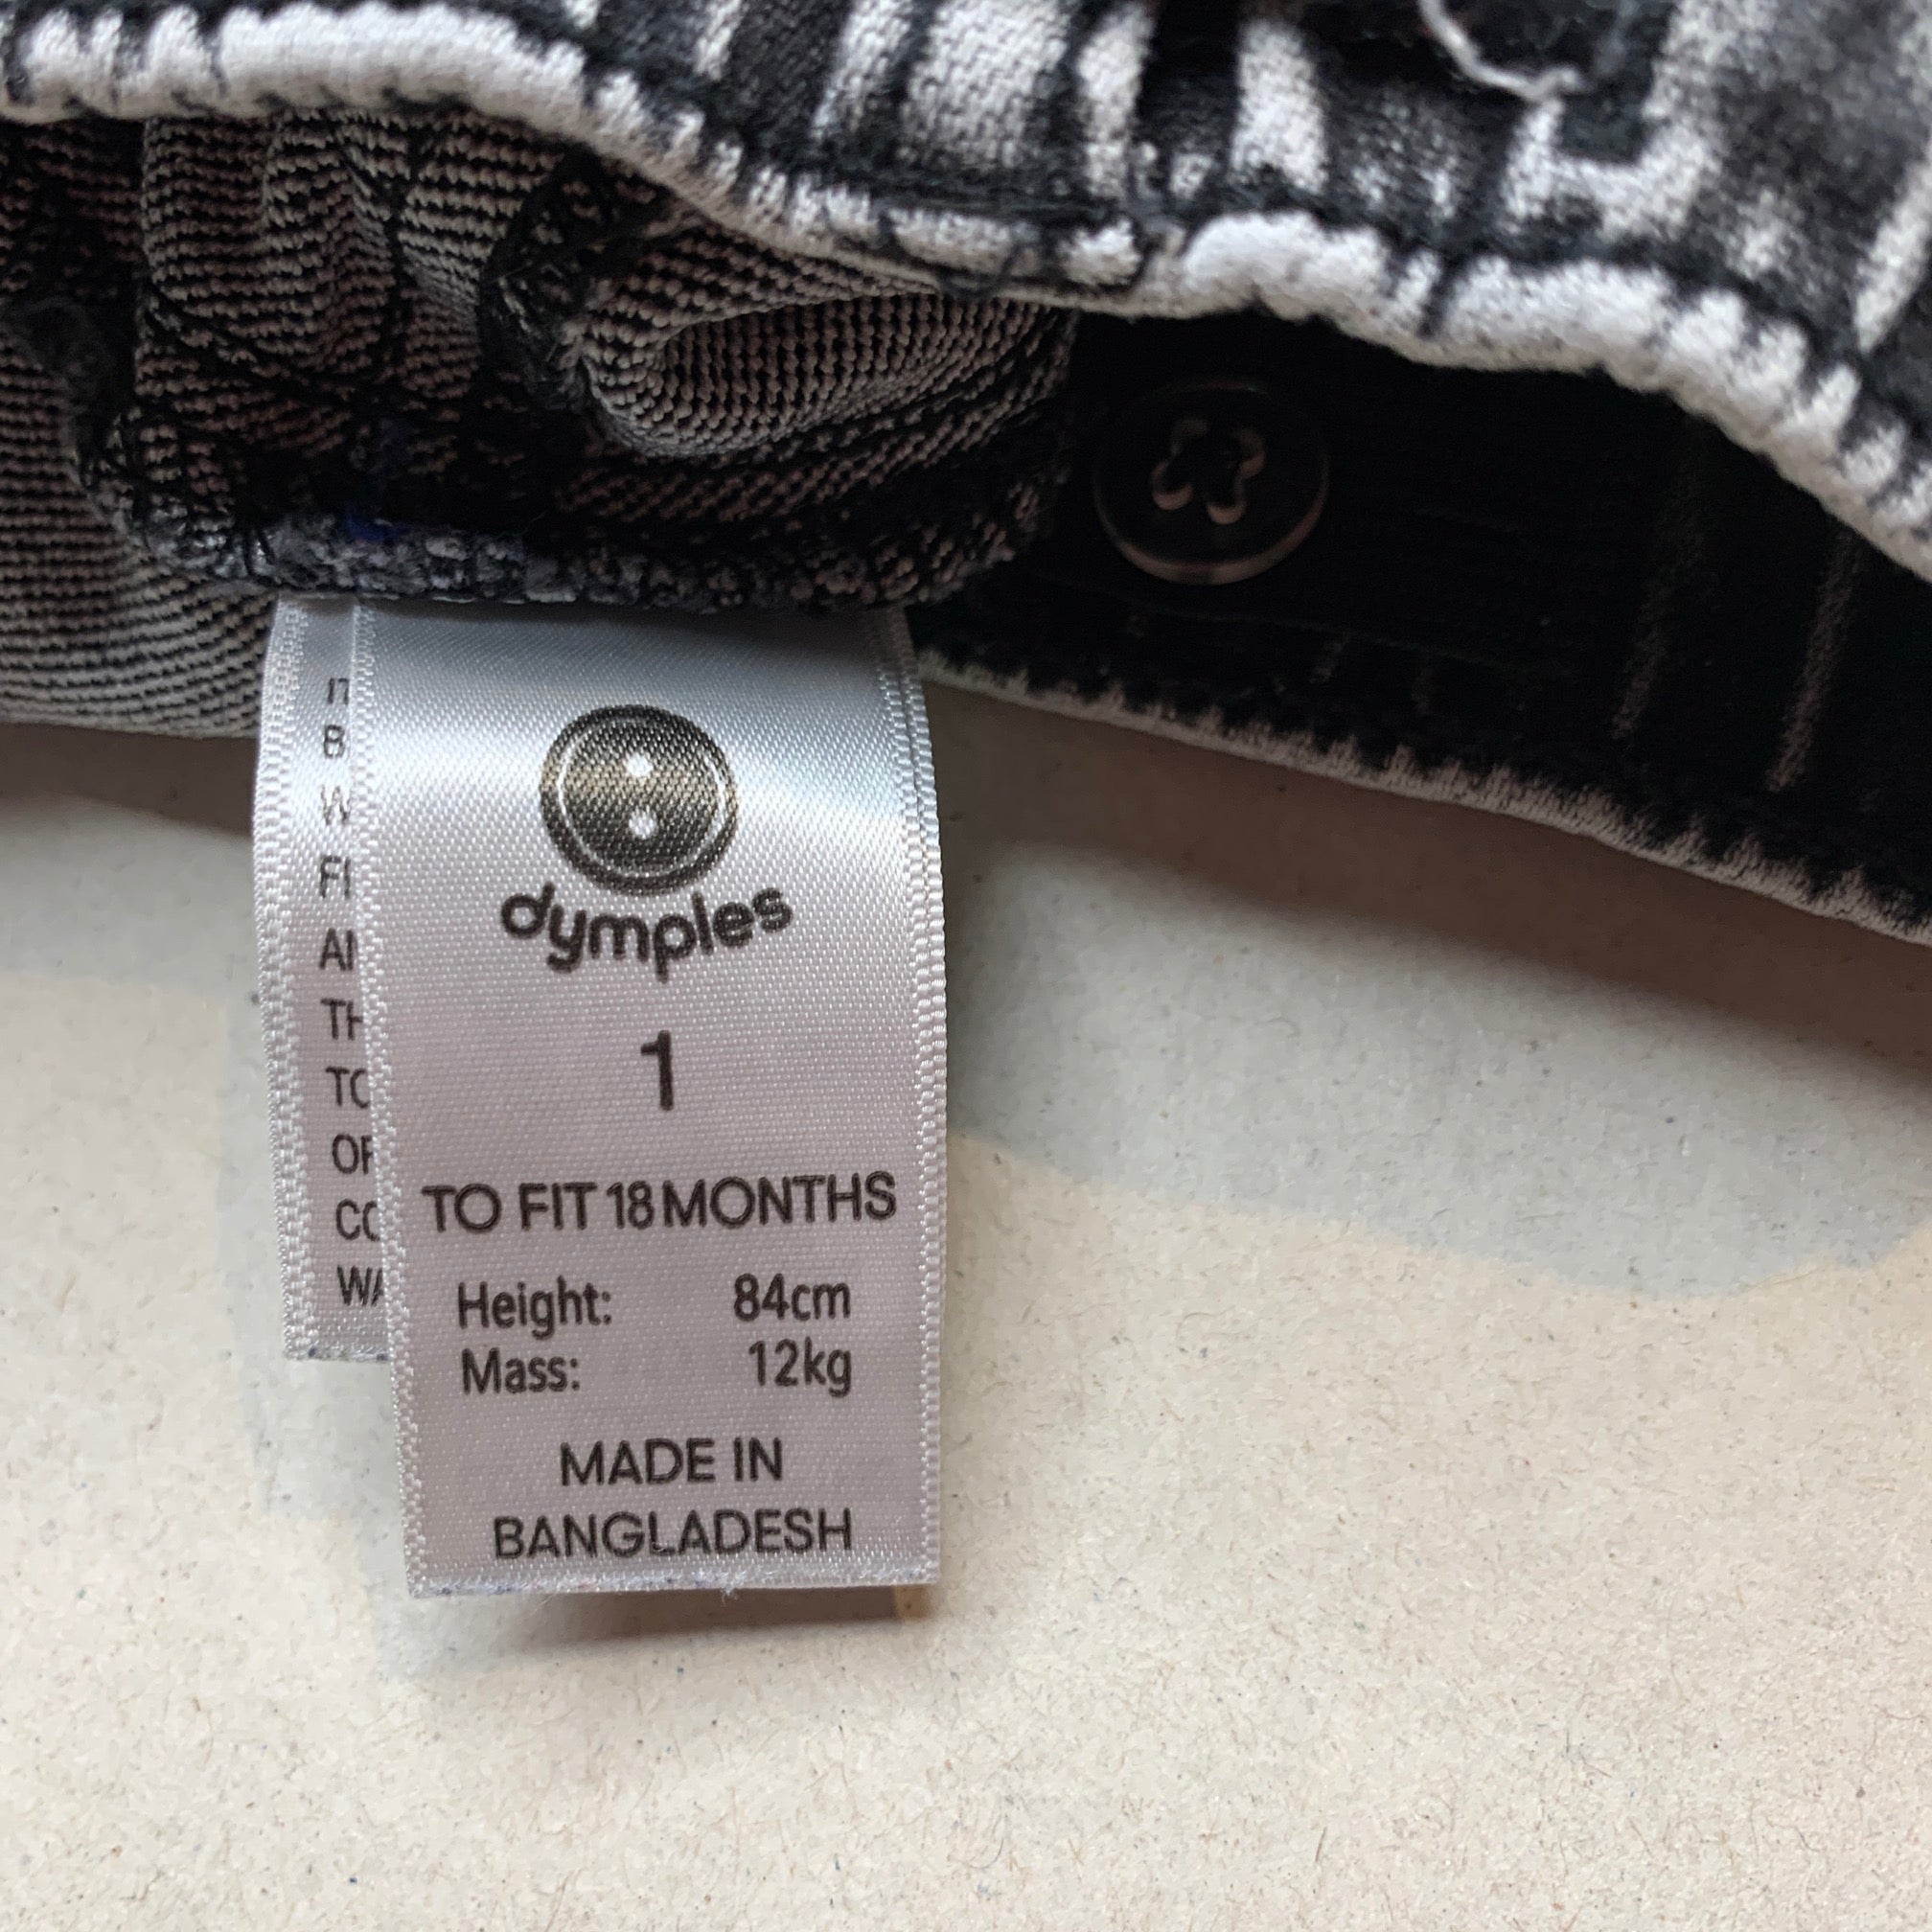 dymples
1
TO FIT 18 MONTHS
Height: 84cm
Mass: 12kg
MADE IN
BANGLADESH